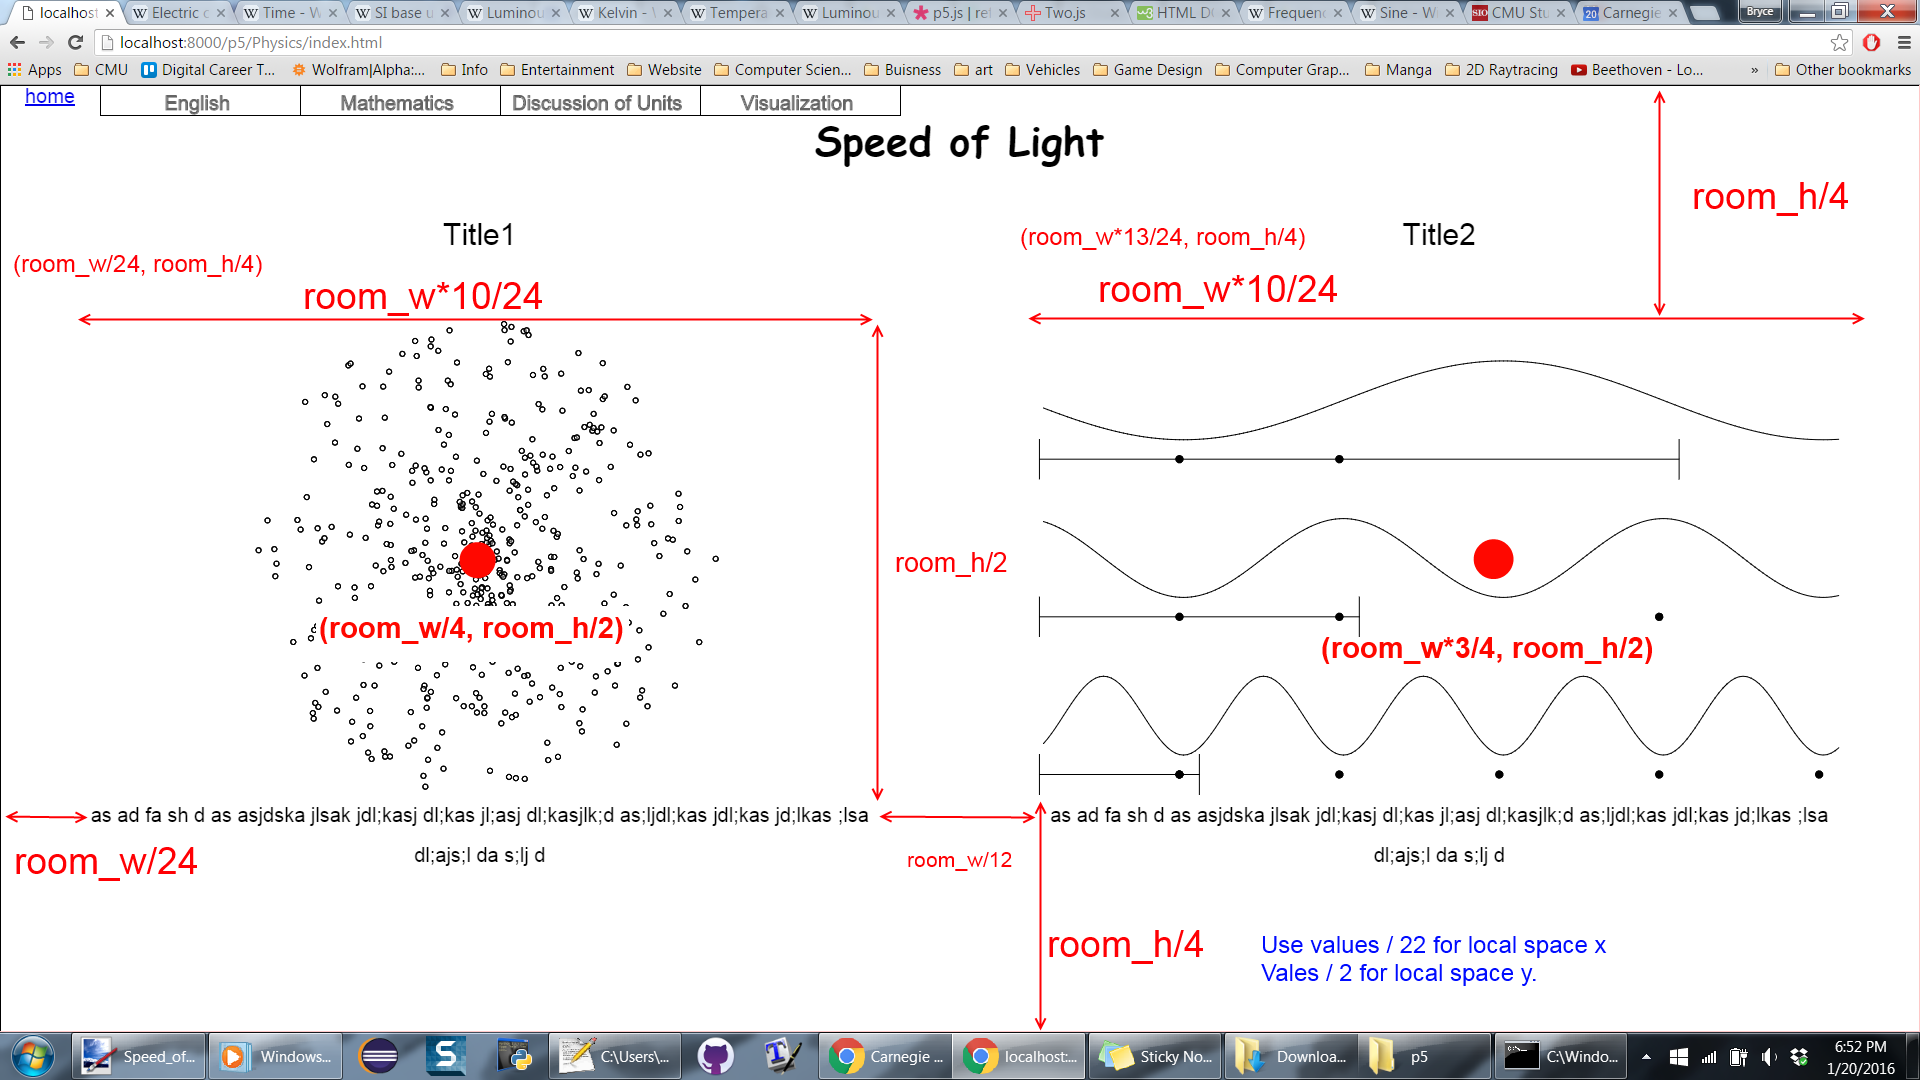 localhost
Electric c
Time - W
SI base u
Luminou
Kelvin - W
Tempera
Luminou
p5.js | re
Two.js
HTML D
Frequenc
Sine - Wi
CMU Stu
Carnegie
Bryce
localhost:8000/p5/Physics/index.html
Apps
CMU
Digital Career T...
Wolfram|Alpha:...
Info
Entertainment
Website
Computer Scien...
Buisness
art
Vehicles
Game Design
Computer Grap...
Manga
2D Raytracing
Beethoven - Lo...
»
Other bookmarks
home
English
Mathematics
Discussion of Units
Visualization
Speed of Light
room_h/4
Title1
Title2
(room_w/24, room_h/4)
(room_w*13/24, room_h/4)
room_w*10/24
room_w*10/24
room_h/2
(room_w/4, room_h/2)
(room_w*3/4, room_h/2)
as ad fa sh d as asjdska jlsak jdl;kasj dl;kas jl;asj dl;kasjlk;d as;ljdl;kas jdl;kas jd;lkas ;lsa
dl;ajs;l da s;lj d
as ad fa sh d as asjdska jlsak jdl;kasj dl;kas jl;asj dl;kasjlk;d as;ljdl;kas jdl;kas jd;lkas ;lsa
dl;ajs;l da s;lj d
room_w/24
room_w/12
room_h/4
Use values / 22 for local space x
Vales / 2 for local space y.
Speed_of...
Windows...
C:\Users\...
Carnegie ...
localhost:...
Sticky No...
Downloa...
p5
C:\Windo...
6:52 PM
1/20/2016